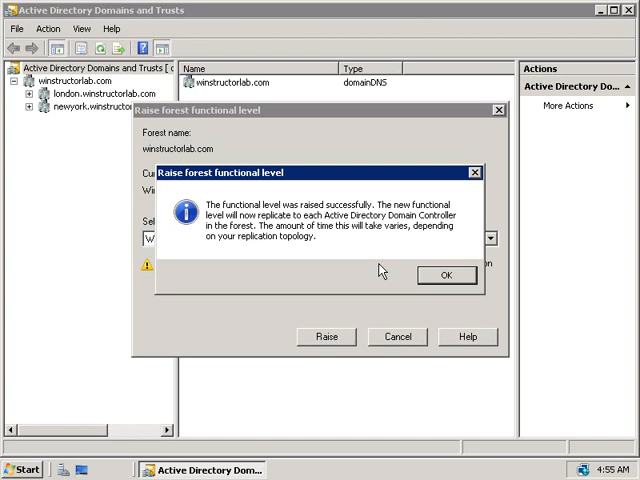 Active Directory Domains and Trusts
File Action View Help
Active Directory Domains and Trusts [
winstructorlab.com
london.winstructorlab.com
newyork.winstructor
Name Type
winstructorlab.com domainDNS
Actions
Active Directory Do...
More Actions
Raise forest functional level
Forest name:
winstructorlab.com
Raise forest functional level
The functional level was raised successfully. The new functional
level will now replicate to each Active Directory Domain Controller
in the forest. The amount of time this will take varies, depending
on your replication topology.
OK
Raise Cancel Help
Start
Active Directory Dom...
4:55 AM